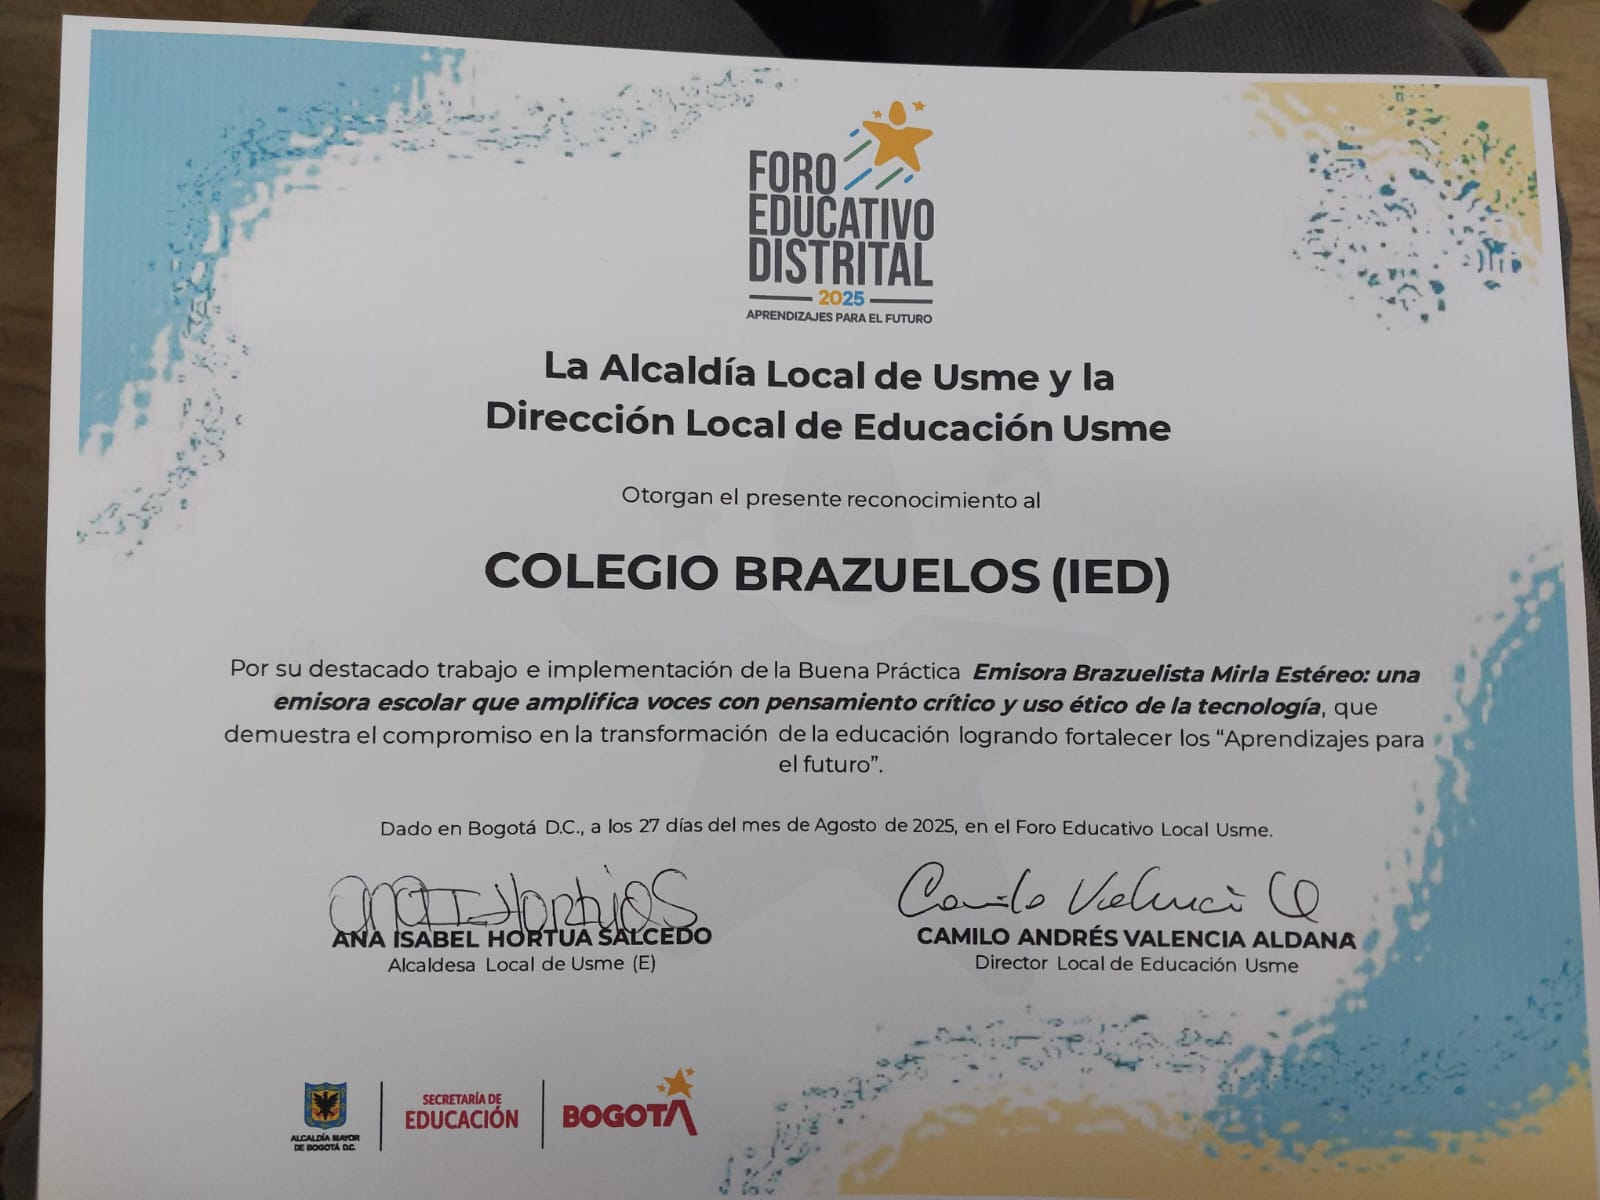 FORO
EDUCATIVO
DISTRITAL
2025
APRENDIZAJES PARA EL FUTURO
La Alcaldía Local de Usme y la
Dirección Local de Educación Usme
Otorgan el presente reconocimiento al
COLEGIO BRAZUELOS (IED)
Por su destacado trabajo e implementación de la Buena Práctica Emisora Brazuelista Mirla Estéreo: una
emisora escolar que amplifica voces con pensamiento crítico y uso ético de la tecnología, que
demuestra el compromiso en la transformación de la educación logrando fortalecer los “Aprendizajes para
el futuro”.
Dado en Bogotá D.C., a los 27 días del mes de Agosto de 2025, en el Foro Educativo Local Usme.
Camilo Valencia
ANA ISABEL HORTUA SALCEDO
Alcaldesa Local de Usme (E)
CAMILO ANDRÉS VALENCIA ALDANA
Director Local de Educación Usme
ALCALDÍA MAYOR
DE BOGOTÁ D.C.
SECRETARÍA DE
EDUCACIÓN
BOGOTÁ